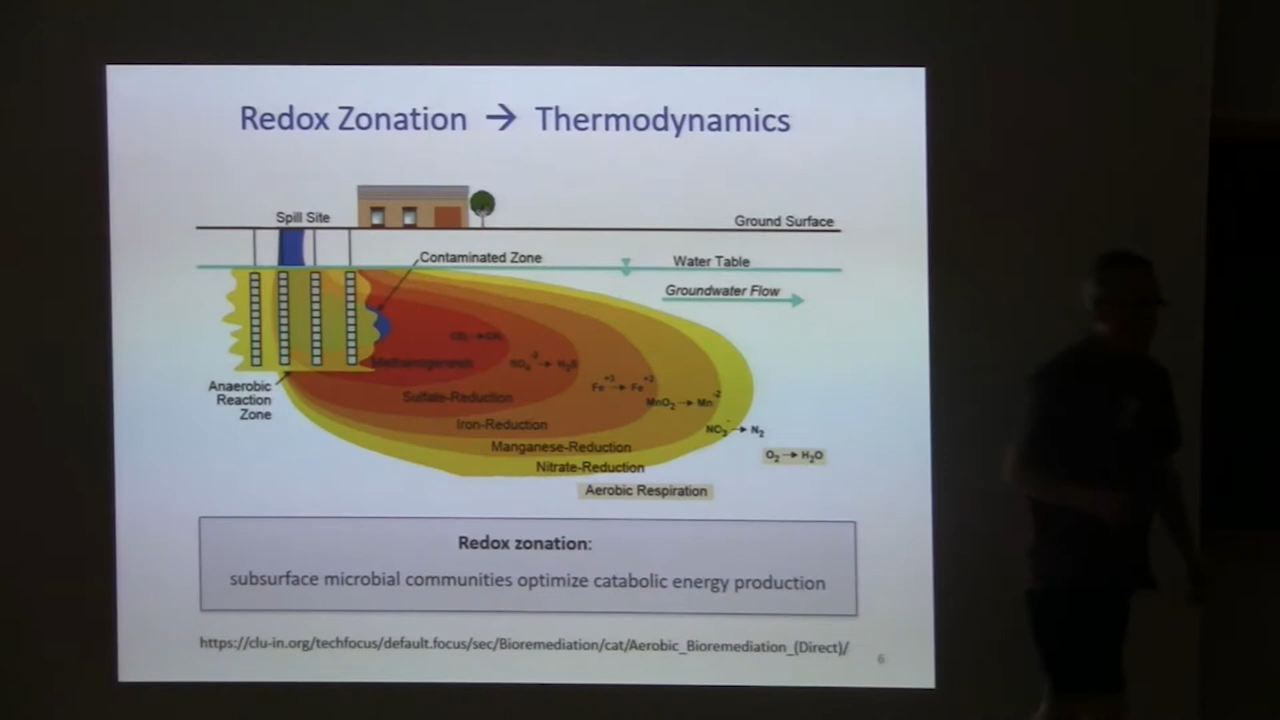 Redox Zonation → Thermodynamics
Spill Site
Ground Surface
Contaminated Zone
Water Table
Groundwater Flow
Methanogenesis
Anaerobic
Reaction
Zone
Fe+3 → Fe+2
Sulfate-Reduction
MnO2 → Mn-2
Iron-Reduction
NO3- → N2
Manganese-Reduction
O2 → H2O
Nitrate-Reduction
Aerobic Respiration
Redox zonation:
subsurface microbial communities optimize catabolic energy production
https://clu-in.org/techfocus/default.focus/sec/Bioremediation/cat/Aerobic_Bioremediation_(Direct)/
6